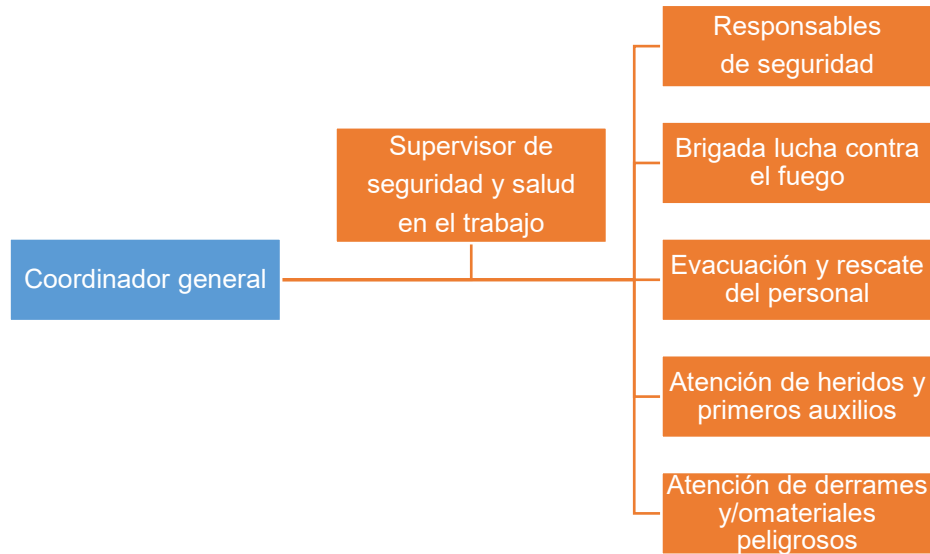 Responsables
de seguridad
Brigada lucha contra
el fuego
Supervisor de
seguridad y salud
en el trabajo
Coordinador general
Evacuación y rescate
del personal
Atención de heridos y
primeros auxilios
Atención de derrames
y/omateriales
peligrosos